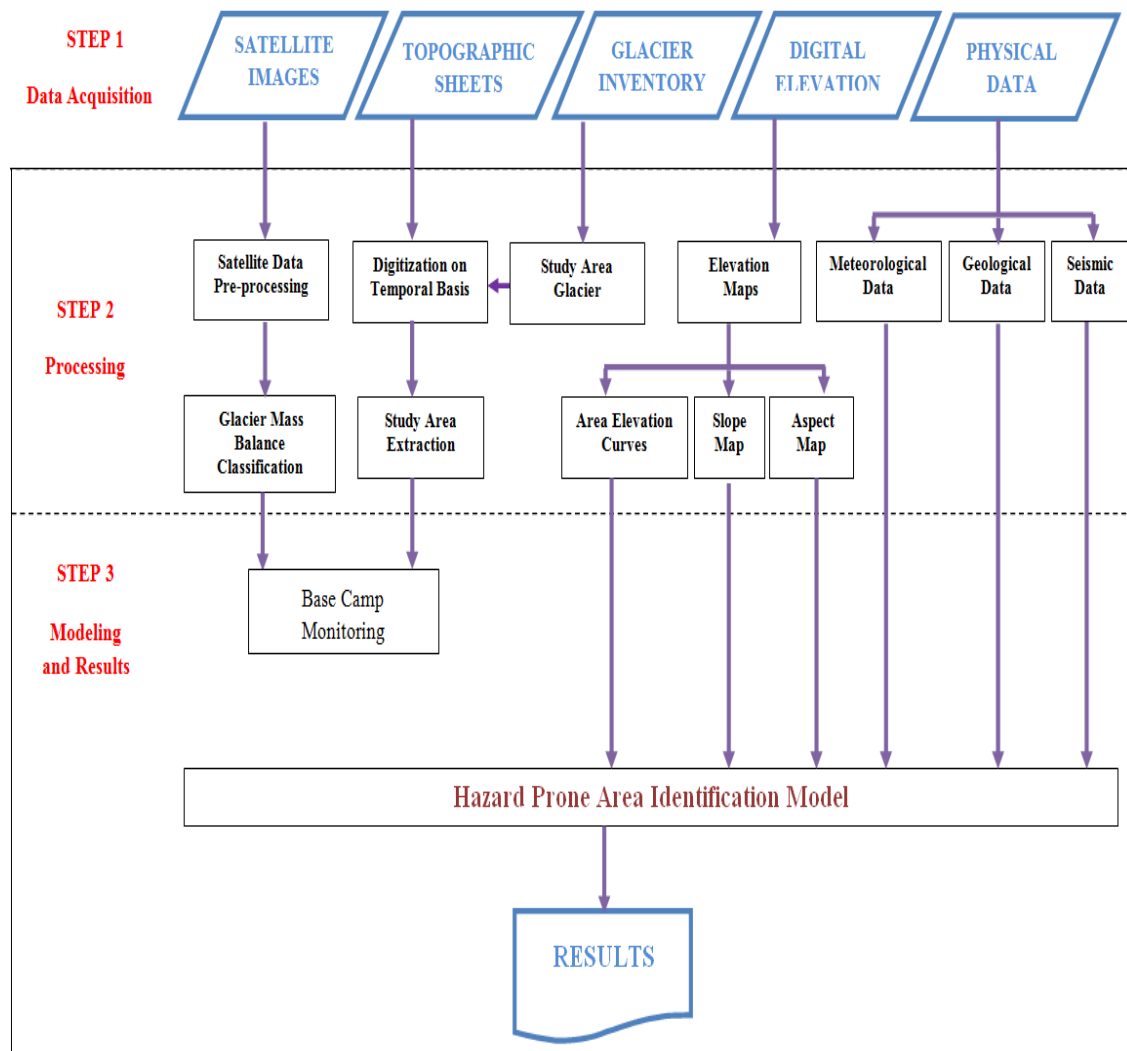 STEP 1
Data Acquisition
SATELLITE
IMAGES
TOPOGRAPHIC
SHEETS
GLACIER
INVENTORY
DIGITAL
ELEVATION
PHYSICAL
DATA
STEP 2
Processing
Satellite Data
Pre-processing
Digitization on
Temporal Basis
Study Area
Glacier
Elevation
Maps
Meteorological
Data
Geological
Data
Seismic
Data
Glacier Mass
Balance
Classification
Study Area
Extraction
Area Elevation
Curves
Slope
Map
Aspect
Map
STEP 3
Modeling
and Results
Base Camp
Monitoring
Hazard Prone Area Identification Model
RESULTS